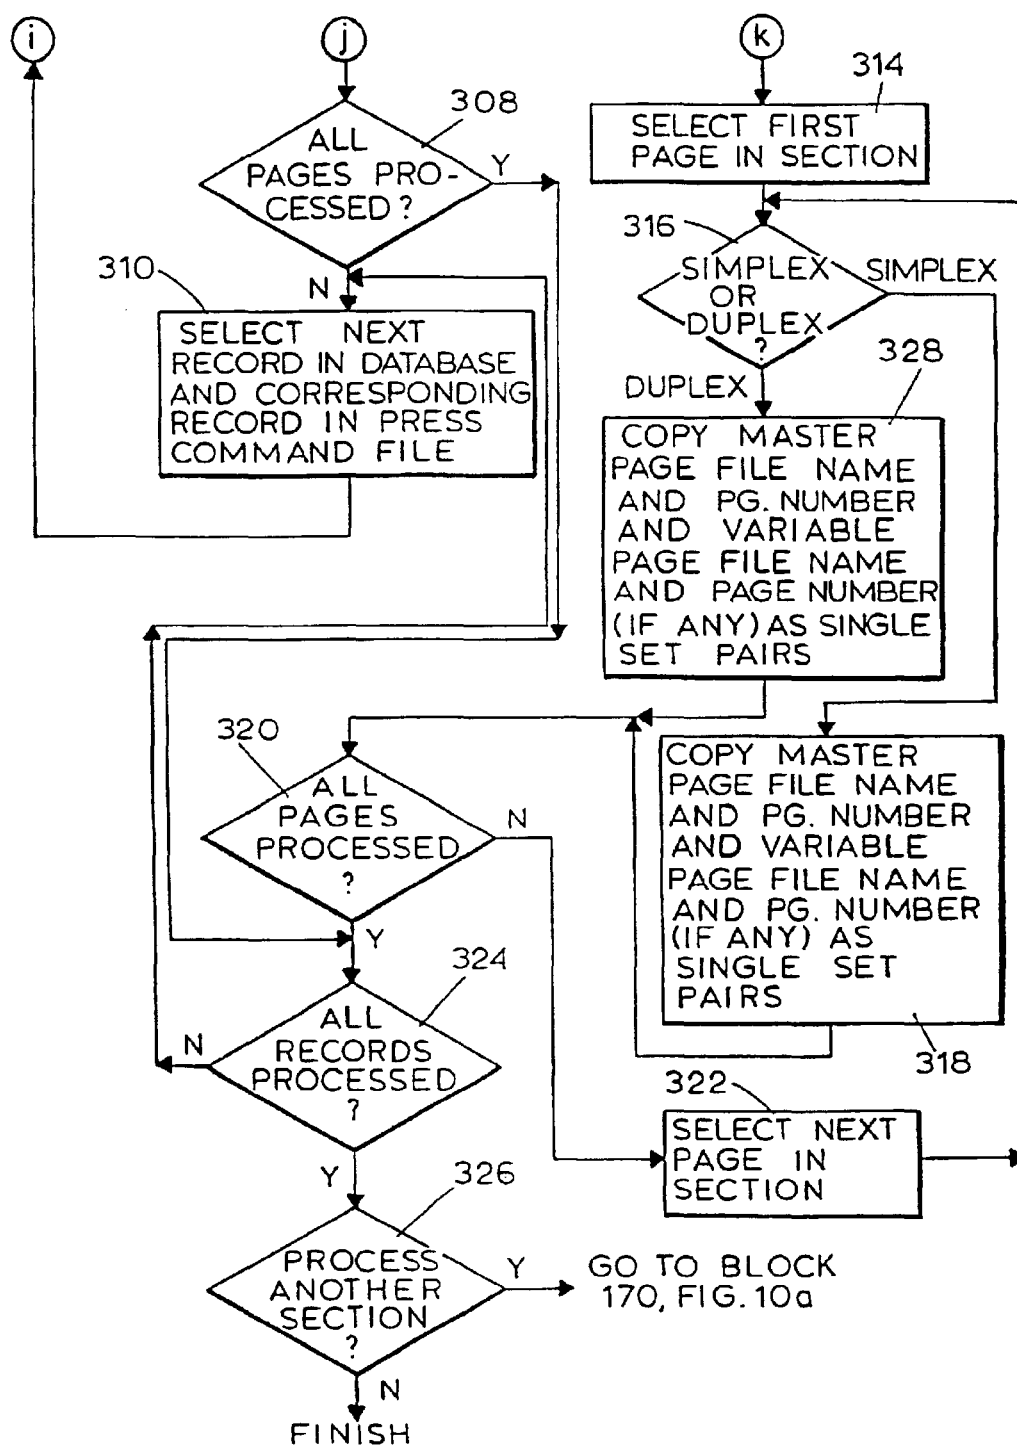 i
j
k
308
ALL
PAGES PRO-
CESSED?
Y
N
310
SELECT NEXT
RECORD IN DATABASE
AND CORRESPONDING
RECORD IN PRESS
COMMAND FILE
314
SELECT FIRST
PAGE IN SECTION
316
SIMPLEX
OR
DUPLEX
?
SIMPLEX
DUPLEX
328
COPY MASTER
PAGE FILE NAME
AND PG. NUMBER
AND VARIABLE
PAGE FILE NAME
AND PAGE NUMBER
(IF ANY) AS SINGLE
SET PAIRS
320
ALL
PAGES
PROCESSED
?
N
Y
COPY MASTER
PAGE FILE NAME
AND PG. NUMBER
AND VARIABLE
PAGE FILE NAME
AND PG. NUMBER
(IF ANY) AS
SINGLE SET
PAIRS
318
324
ALL
RECORDS
PROCESSED
?
N
Y
322
SELECT NEXT
PAGE IN
SECTION
326
PROCESS
ANOTHER
SECTION
?
Y
GO TO BLOCK
170, FIG. 10a
N
FINISH